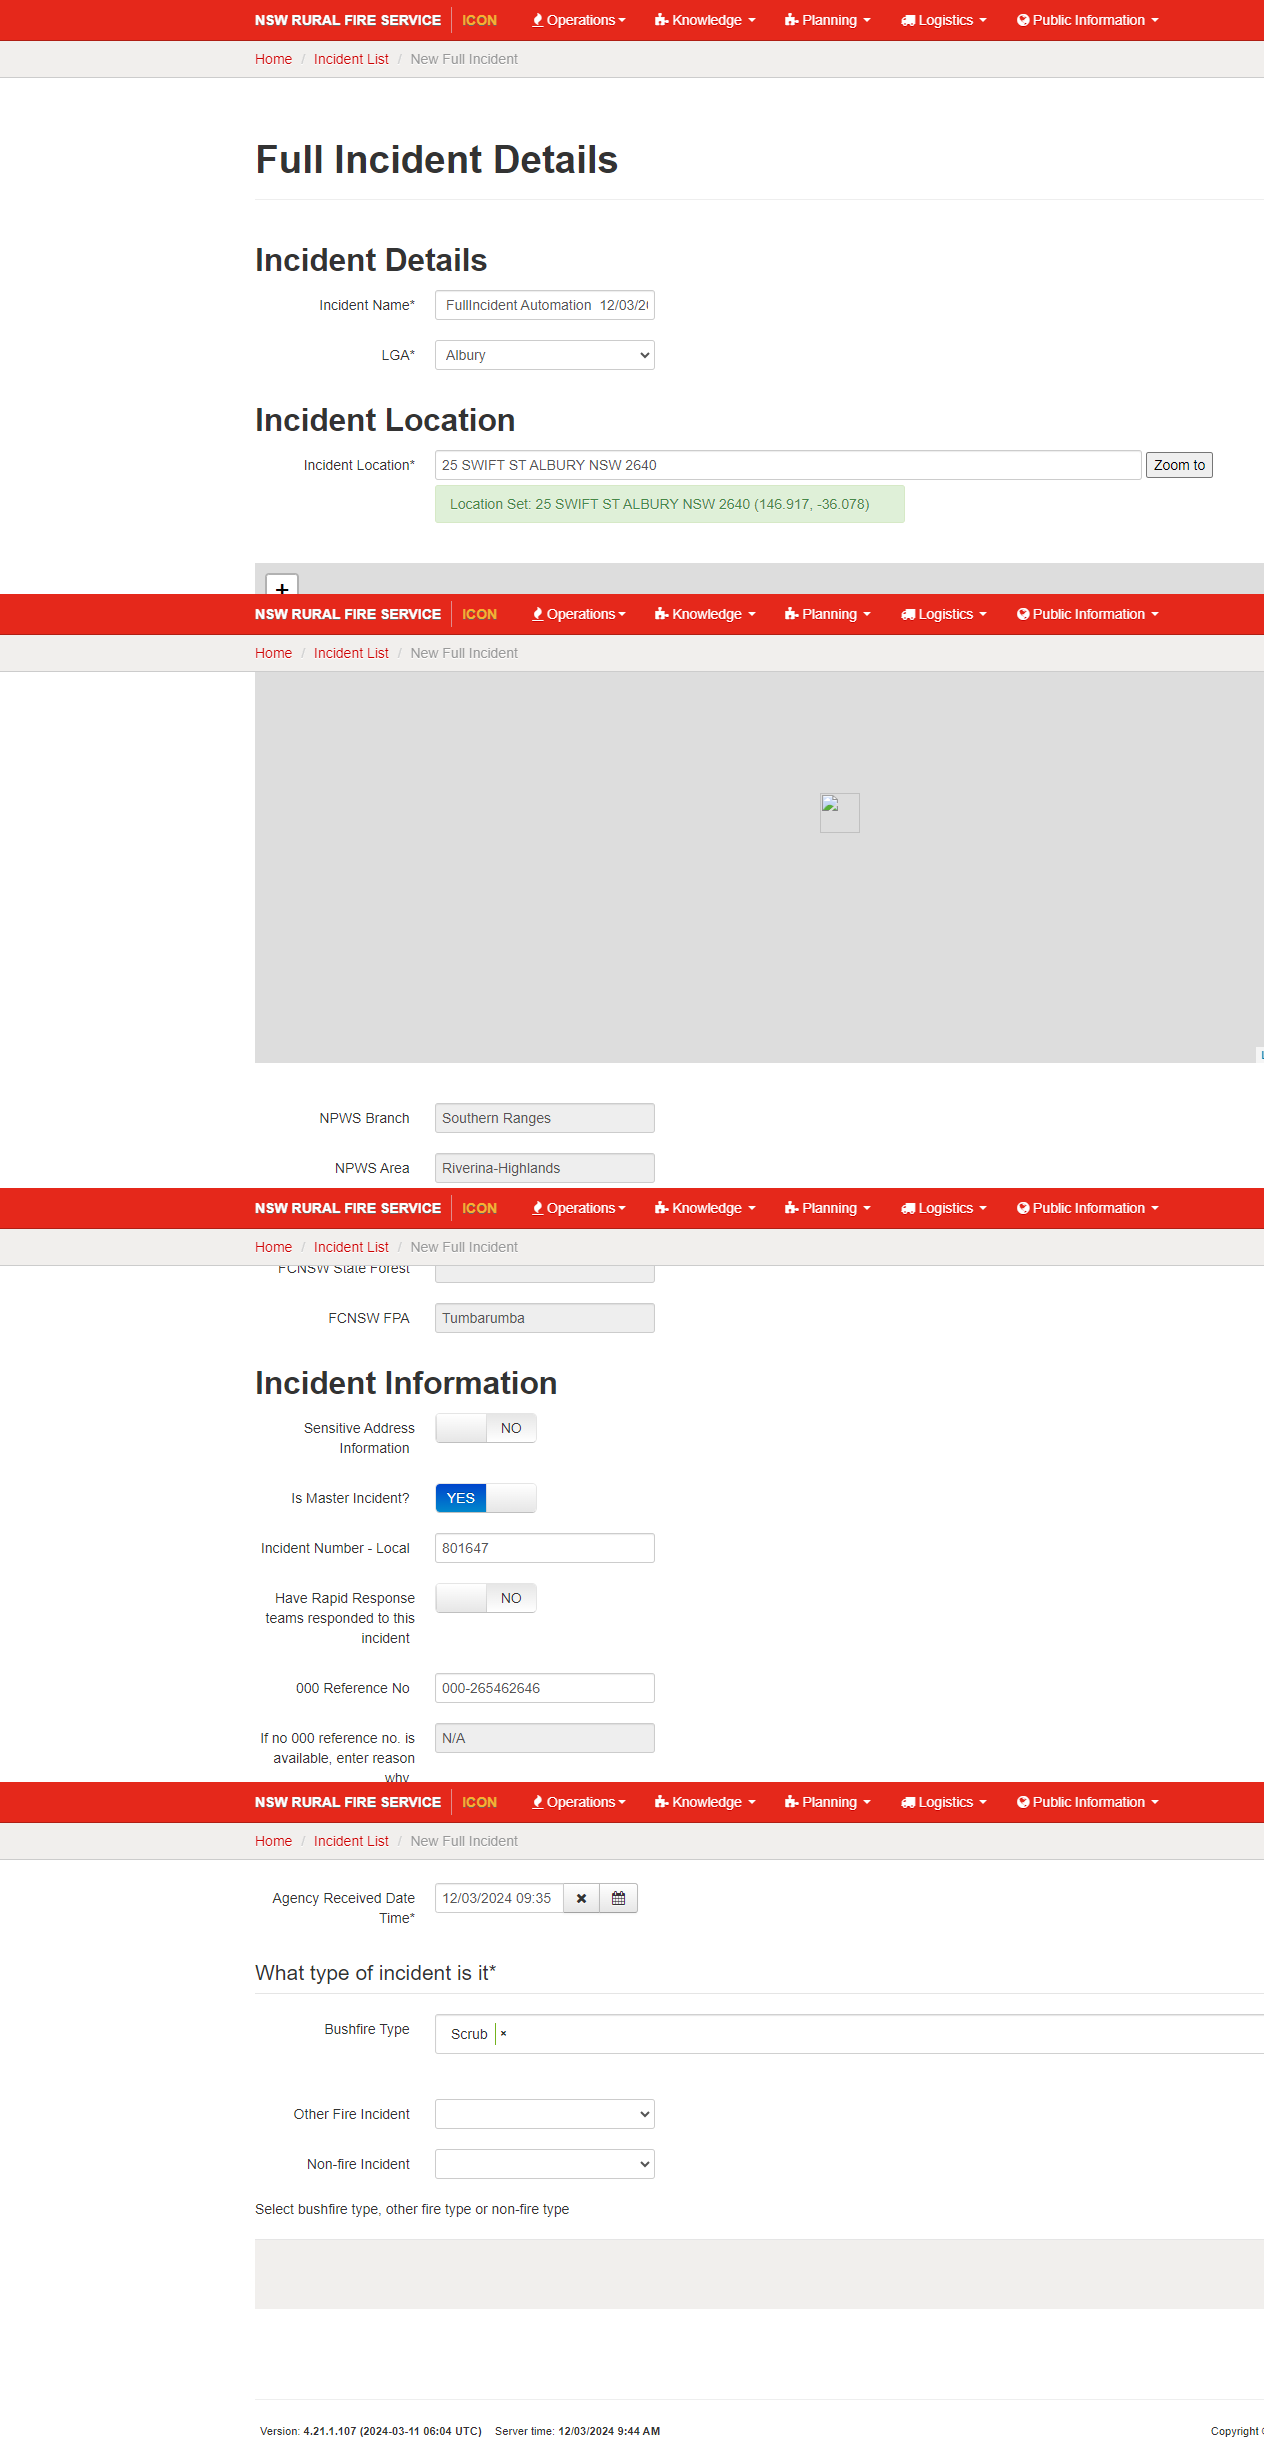 NSW RURAL FIRE SERVICE ICON Operations Knowledge Planning Logistics Public Information
Home / Incident List / New Full Incident
Full Incident Details
Incident Details
Incident Name* FullIncident Automation 12/03/20
LGA* Albury
Incident Location
Incident Location* 25 SWIFT ST ALBURY NSW 2640 Zoom to
Location Set: 25 SWIFT ST ALBURY NSW 2640 (146.917, -36.078)
+
NSW RURAL FIRE SERVICE ICON Operations Knowledge Planning Logistics Public Information
Home / Incident List / New Full Incident
NPWS Branch Southern Ranges
NPWS Area Riverina-Highlands
NSW RURAL FIRE SERVICE ICON Operations Knowledge Planning Logistics Public Information
Home / Incident List / New Full Incident
FCNSW State Forest
FCNSW FPA Tumbarumba
Incident Information
Sensitive Address NO
Information
Is Master Incident? YES
Incident Number - Local 801647
Have Rapid Response NO
teams responded to this
incident
000 Reference No 000-265462646
If no 000 reference no. is N/A
available, enter reason
why
NSW RURAL FIRE SERVICE ICON Operations Knowledge Planning Logistics Public Information
Home / Incident List / New Full Incident
Agency Received Date 12/03/2024 09:35
Time*
What type of incident is it*
Bushfire Type Scrub ×
Other Fire Incident
Non-fire Incident
Select bushfire type, other fire type or non-fire type
Version: 4.21.1.107 (2024-03-11 06:04 UTC) Server time: 12/03/2024 9:44 AM Copyright